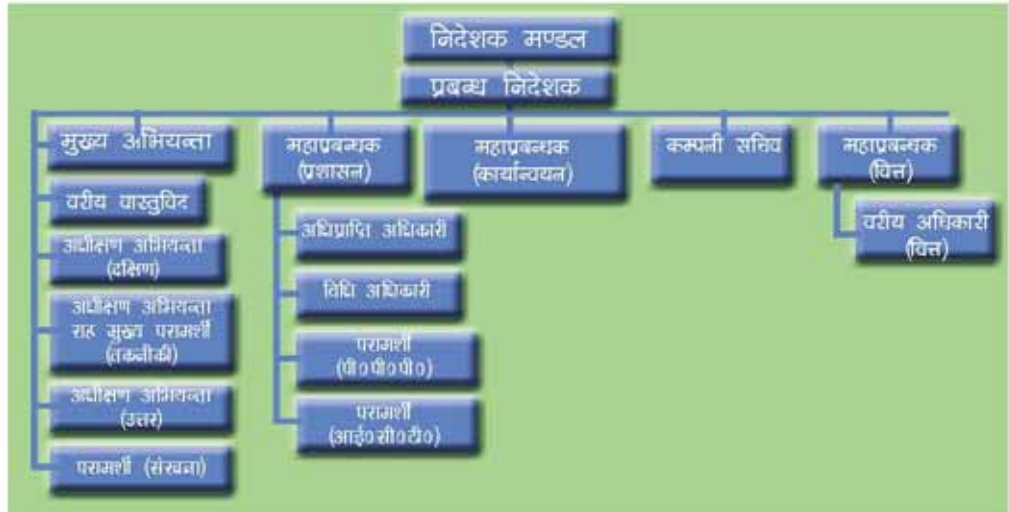 निदेशक मण्डल
प्रबन्ध निदेशक
मुख्य अभियन्ता
वरीय वास्तुविद
अधीक्षण अभियन्ता
(दक्षिण)
अधीक्षण अभियन्ता
सह मुख्य परामर्शी
(तकनीकी)
अधीक्षण अभियन्ता
(उत्तर)
परामर्शी (संरचना)
महाप्रबन्धक
(प्रशासन)
अधिप्राप्ति अधिकारी
विधि अधिकारी
परामर्शी
(पी०पी०पी०)
परामर्शी
(आई०सी०टी०)
महाप्रबन्धक
(कार्यान्वयन)
कम्पनी सचिव
महाप्रबन्धक
(वित्त)
वरीय अधिकारी
(वित्त)